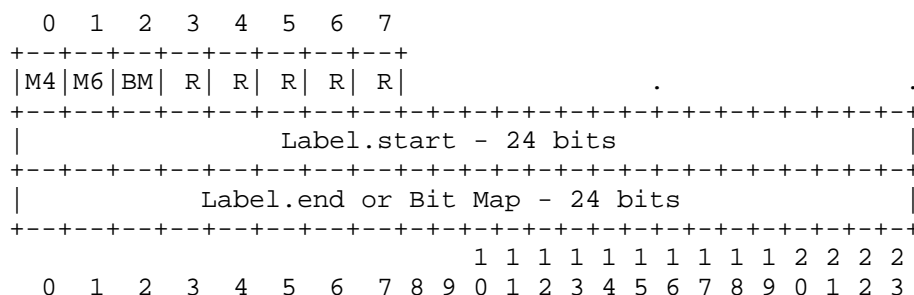 0  1  2  3  4  5  6  7
+--+--+--+--+--+--+--+--+
|M4|M6|BM| R| R| R| R| R|             .             .
+--+--+--+--+--+--+--+--+-+-+-+-+-+-+-+-+-+-+-+-+-+-+
|              Label.start - 24 bits                |
+--+--+--+--+--+--+--+--+-+-+-+-+-+-+-+-+-+-+-+-+-+-+
|         Label.end or Bit Map - 24 bits            |
+--+--+--+--+--+--+--+--+-+-+-+-+-+-+-+-+-+-+-+-+-+-+
                            1 1 1 1 1 1 1 1 1 1 2 2 2 2
  0  1  2  3  4  5  6  7 8 9 0 1 2 3 4 5 6 7 8 9 0 1 2 3